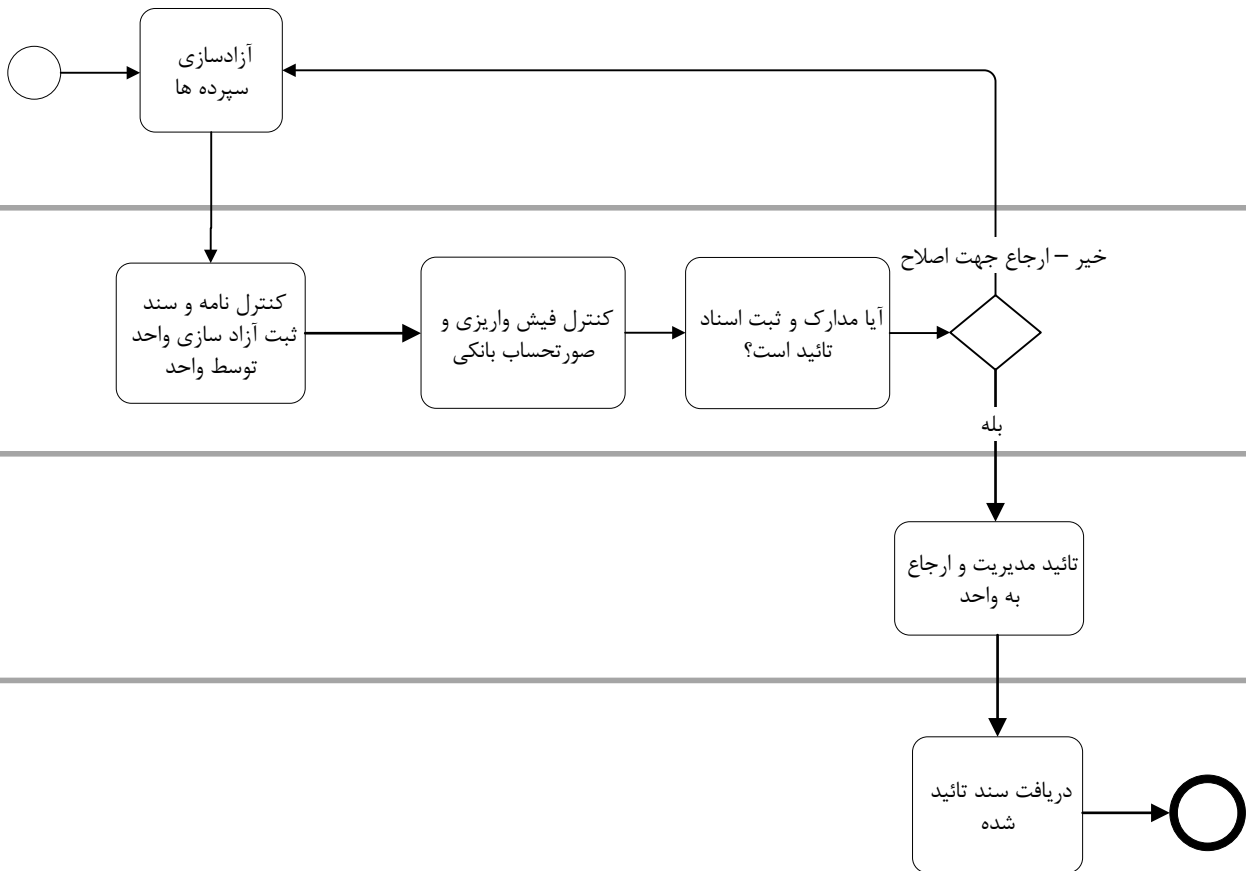 آزادسازی
سپرده ها
خیر – ارجاع جهت اصلاح
کنترل نامه و سند
ثبت آزاد سازی واحد
توسط واحد
کنترل فیش واریزی و
صورتحساب بانکی
آیا مدارک و ثبت اسناد
تائید است؟
بله
تائید مدیریت و ارجاع
به واحد
دریافت سند تائید
شده